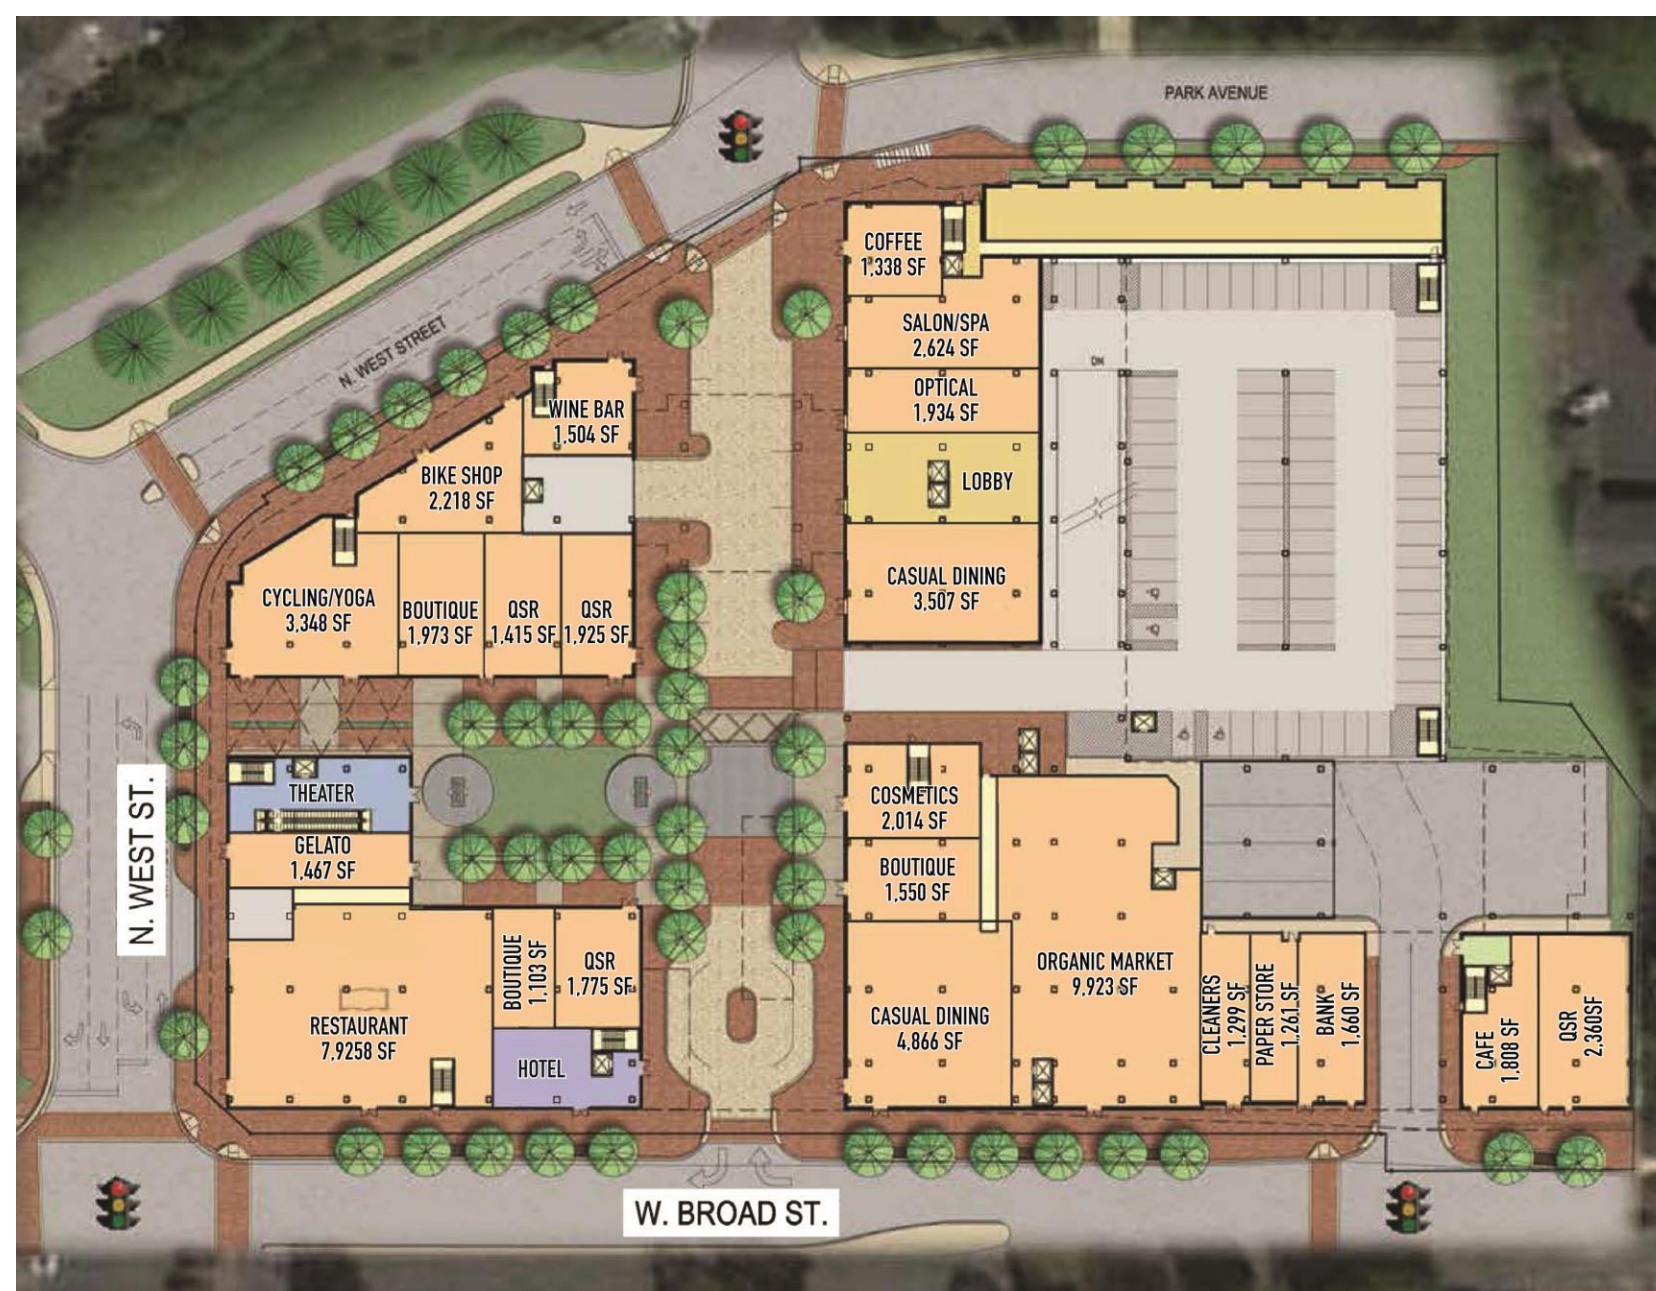 PARK AVENUE
N. WEST STREET
COFFEE
1,338 SF
SALON/SPA
2,624 SF
OPTICAL
1,934 SF
LOBBY
CASUAL DINING
3,507 SF
DN
WINE BAR
1,504 SF
BIKE SHOP
2,218 SF
CYCLING/YOGA
3,348 SF
BOUTIQUE
1,973 SF
QSR
1,415 SF
QSR
1,925 SF
N. WEST ST.
THEATER
GELATO
1,467 SF
RESTAURANT
7,9258 SF
BOUTIQUE
1,103 SF
QSR
1,775 SF
HOTEL
COSMETICS
2,014 SF
BOUTIQUE
1,550 SF
CASUAL DINING
4,866 SF
ORGANIC MARKET
9,923 SF
CLEANERS
1,299 SF
PAPER STORE
1,261 SF
BANK
1,660 SF
CAFE
1,808 SF
QSR
2,360SF
W. BROAD ST.